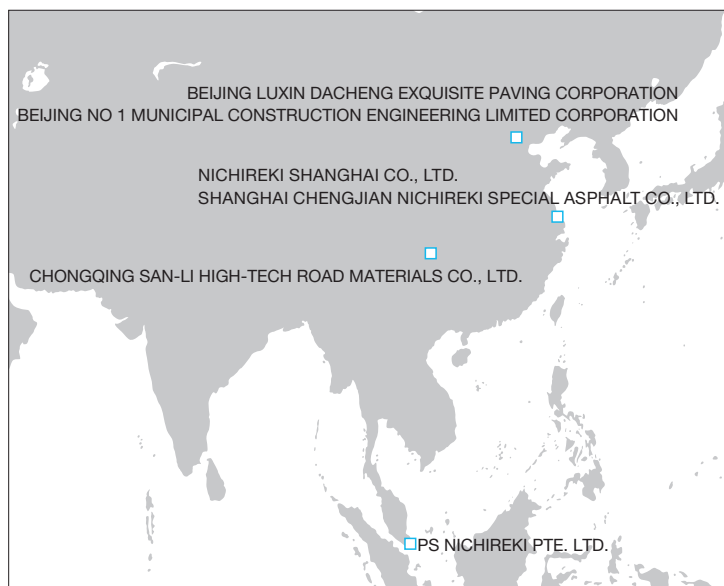 BEIJING LUXIN DACHENG EXQUISITE PAVING CORPORATION
BEIJING NO 1 MUNICIPAL CONSTRUCTION ENGINEERING LIMITED CORPORATION
NICHIREKI SHANGHAI CO., LTD.
SHANGHAI CHENGJIAN NICHIREKI SPECIAL ASPHALT CO., LTD.
CHONGQING SAN-LI HIGH-TECH ROAD MATERIALS CO., LTD.
PS NICHIREKI PTE. LTD.